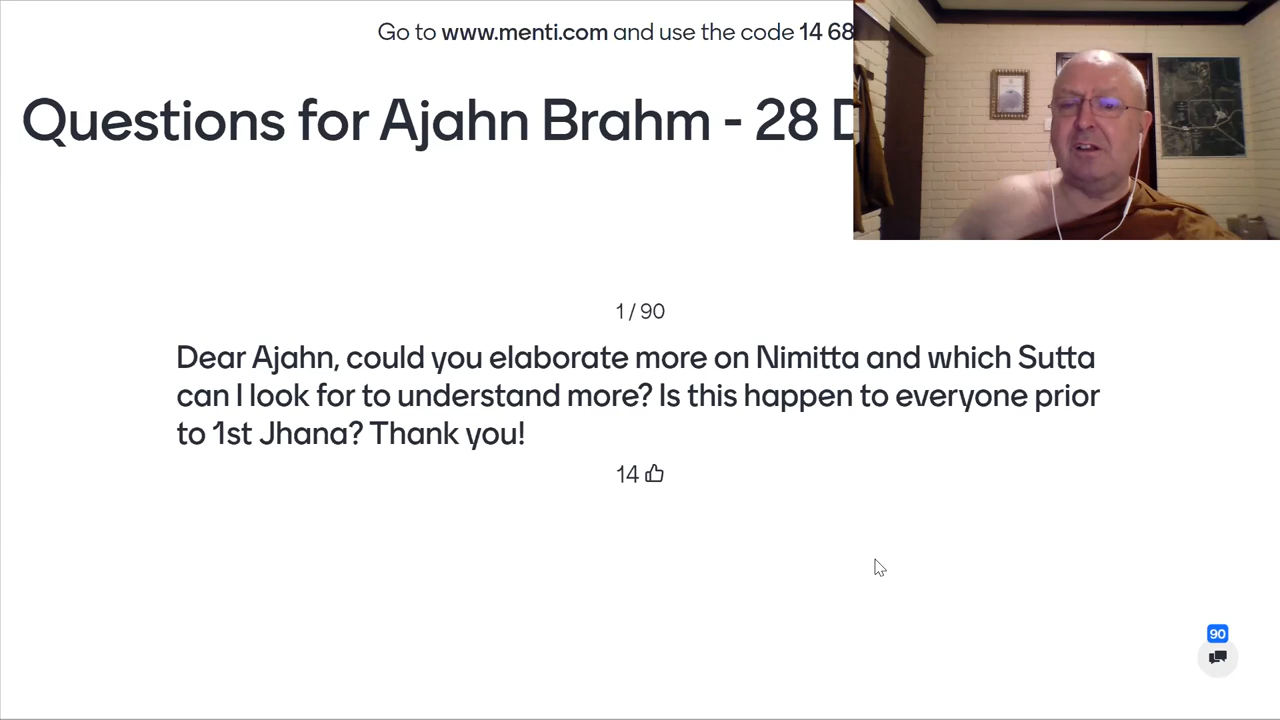 Go to www.menti.com and use the code 14 68
Questions for Ajahn Brahm - 28
1 / 90
Dear Ajahn, could you elaborate more on Nimitta and which Sutta
can I look for to understand more? Is this happen to everyone prior
to 1st Jhana? Thank you!
14
90